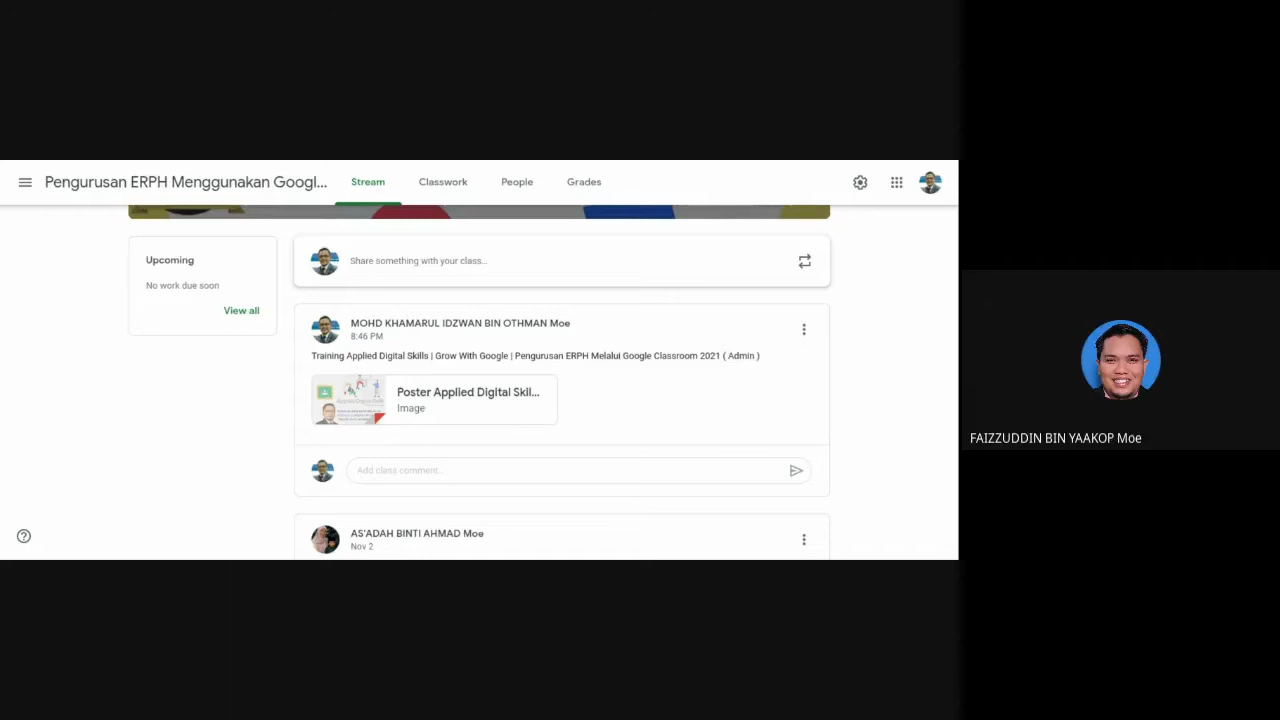 Pengurusan ERPH Menggunakan Googl...
Stream
Classwork
People
Grades
Upcoming
No work due soon
View all
Share something with your class...
MOHD KHAMARUL IDZWAN BIN OTHMAN Moe
8:46 PM
Training Applied Digital Skills | Grow With Google | Pengurusan ERPH Melalui Google Classroom 2021 ( Admin )
Poster Applied Digital Skil...
Image
Add class comment...
AS'ADAH BINTI AHMAD Moe
Nov 2
FAIZZUDDIN BIN YAAKOP Moe